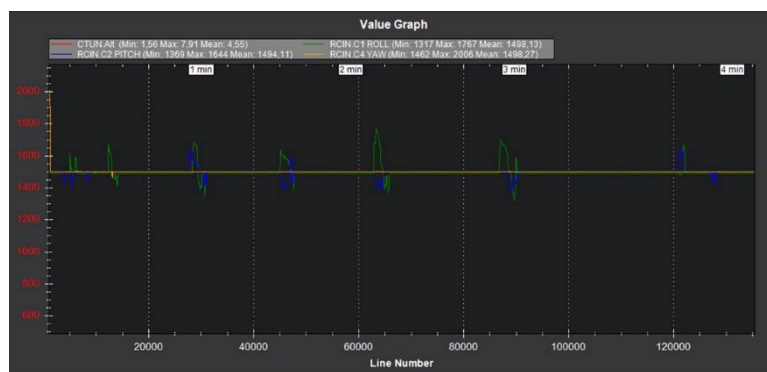 Value Graph
CTUN.Alt (Min: 1,56 Max: 7,91 Mean: 4,55) RCIN.C1 ROLL (Min: 1317 Max: 1767 Mean: 1498,13)
RCIN.C2 PITCH (Min: 1369 Max: 1644 Mean: 1494,11) RCIN.C4 YAW (Min: 1462 Max: 2006 Mean: 1498,27)
1 min 2 min 3 min 4 min
2000
1800
1600
1400
1200
1000
800
600
20000 40000 60000 80000 100000 120000
Line Number